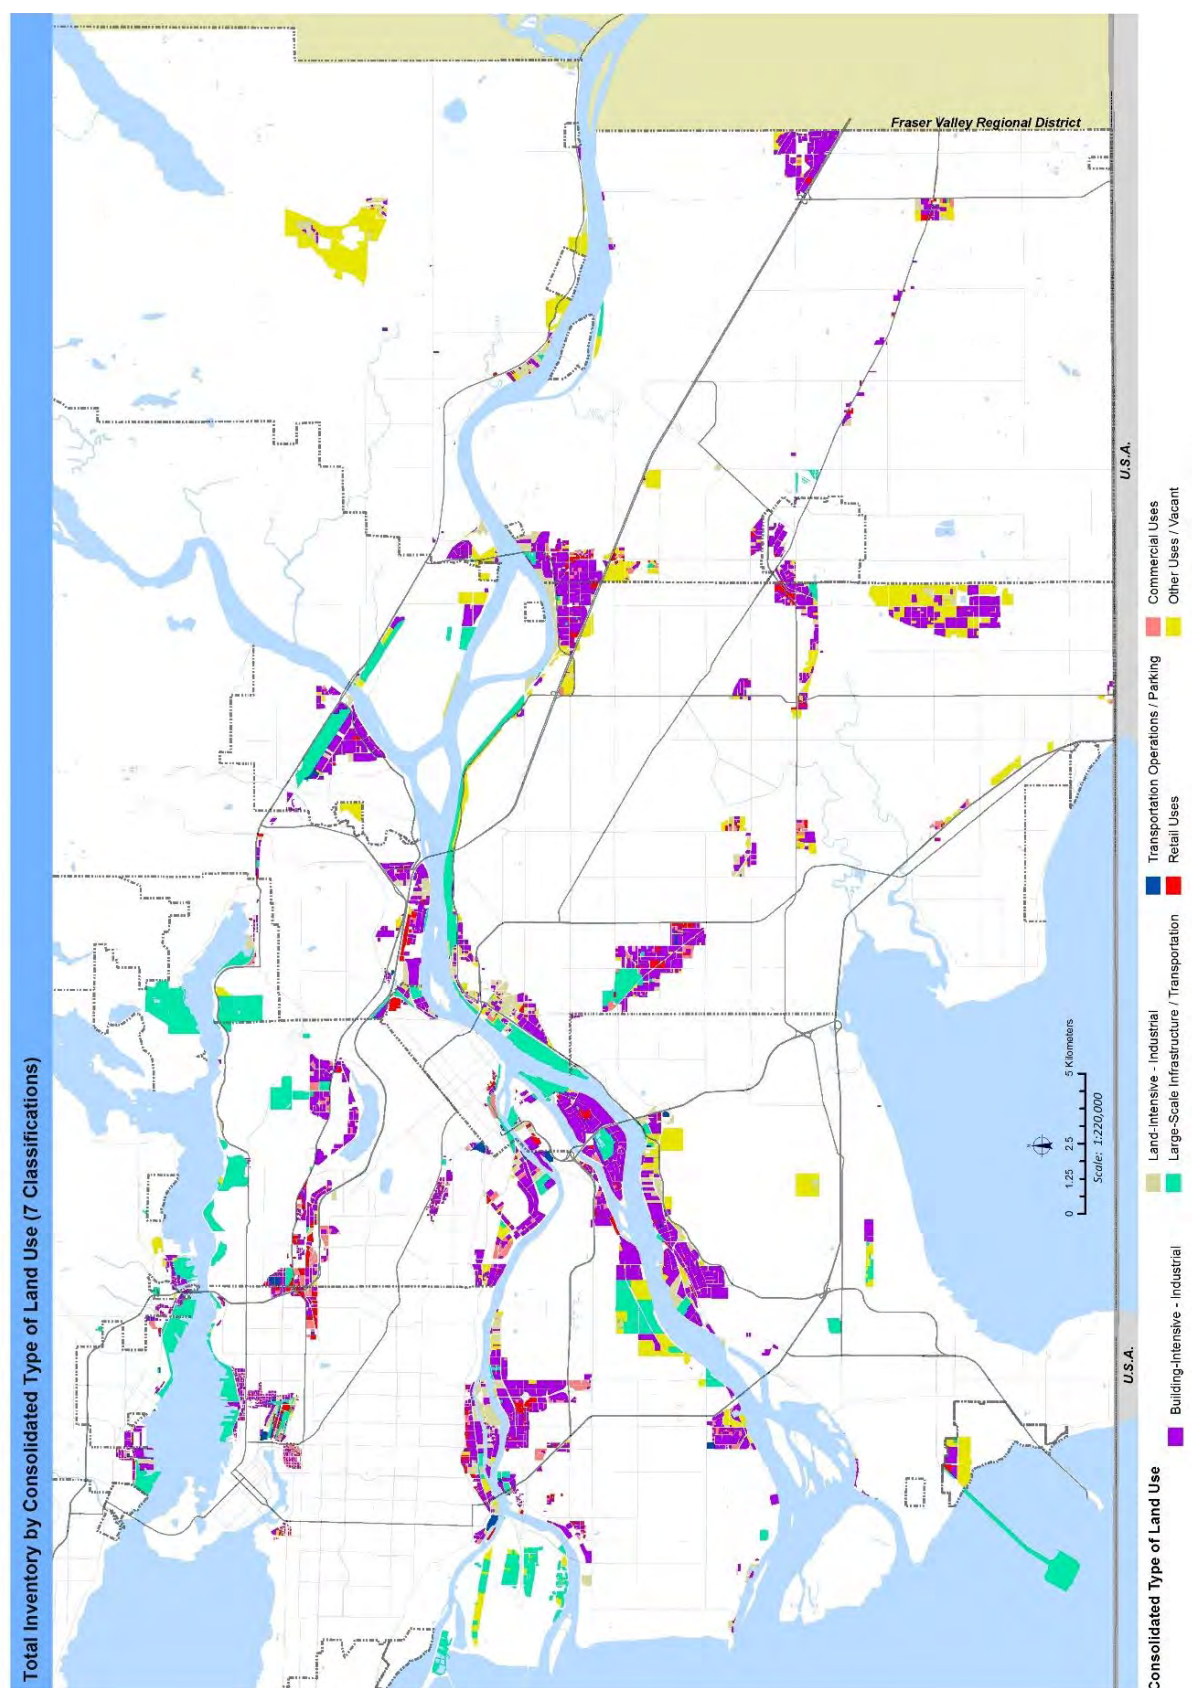 Total Inventory by Consolidated Type of Land Use (7 Classifications)
Fraser Valley Regional District
U.S.A.
U.S.A.
N
0 1.25 2.5 5 Kilometers
Scale: 1:220,000
Consolidated Type of Land Use
Building-Intensive - Industrial
Land-Intensive - Industrial
Large-Scale Infrastructure / Transportation
Transportation Operations / Parking
Retail Uses
Commercial Uses
Other Uses / Vacant